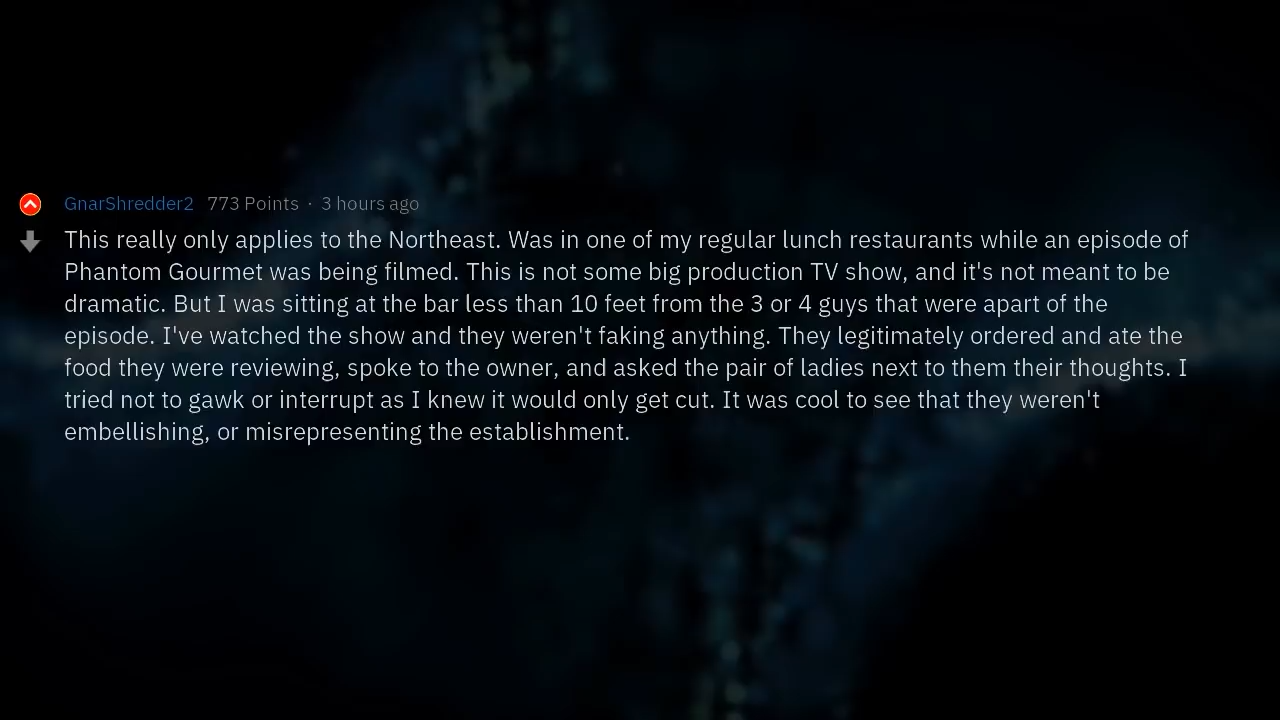 GnarShredder2 773 Points · 3 hours ago
This really only applies to the Northeast. Was in one of my regular lunch restaurants while an episode of
Phantom Gourmet was being filmed. This is not some big production TV show, and it's not meant to be
dramatic. But I was sitting at the bar less than 10 feet from the 3 or 4 guys that were apart of the
episode. I've watched the show and they weren't faking anything. They legitimately ordered and ate the
food they were reviewing, spoke to the owner, and asked the pair of ladies next to them their thoughts. I
tried not to gawk or interrupt as I knew it would only get cut. It was cool to see that they weren't
embellishing, or misrepresenting the establishment.